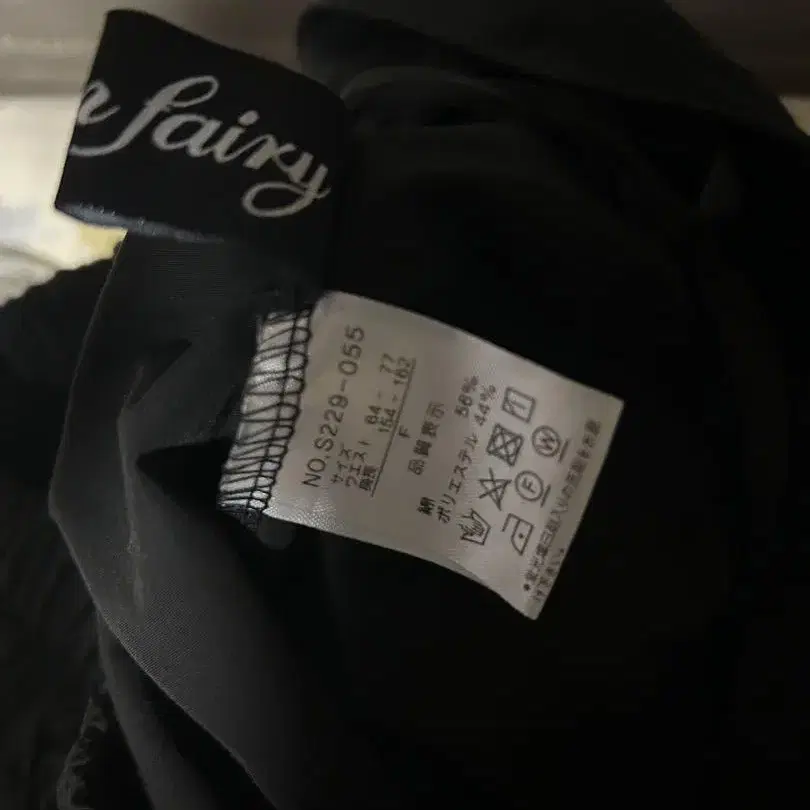 n fairy
NO.S229-055
サイズ
ウエスト 64 - 77
身長 154 - 162
F
品質表示
綿 56%
ポリエステル 44%
W
F